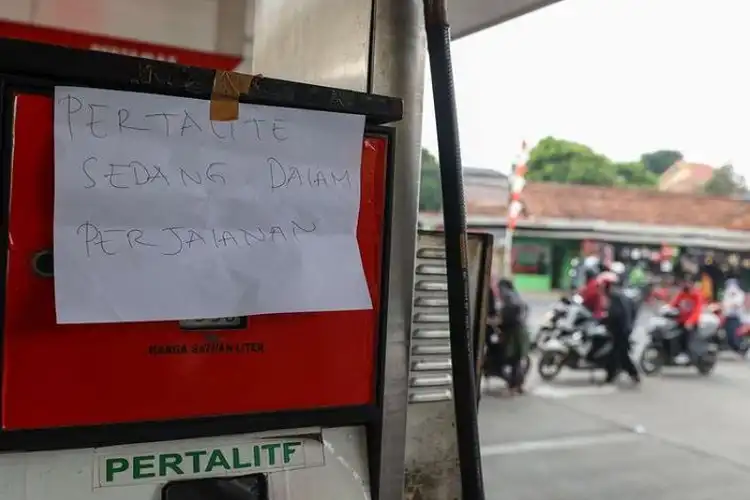 PERTALITE
SEDANG DALAM
PERJALANAN
HARGA SATUAN/LITER
PERTALITE